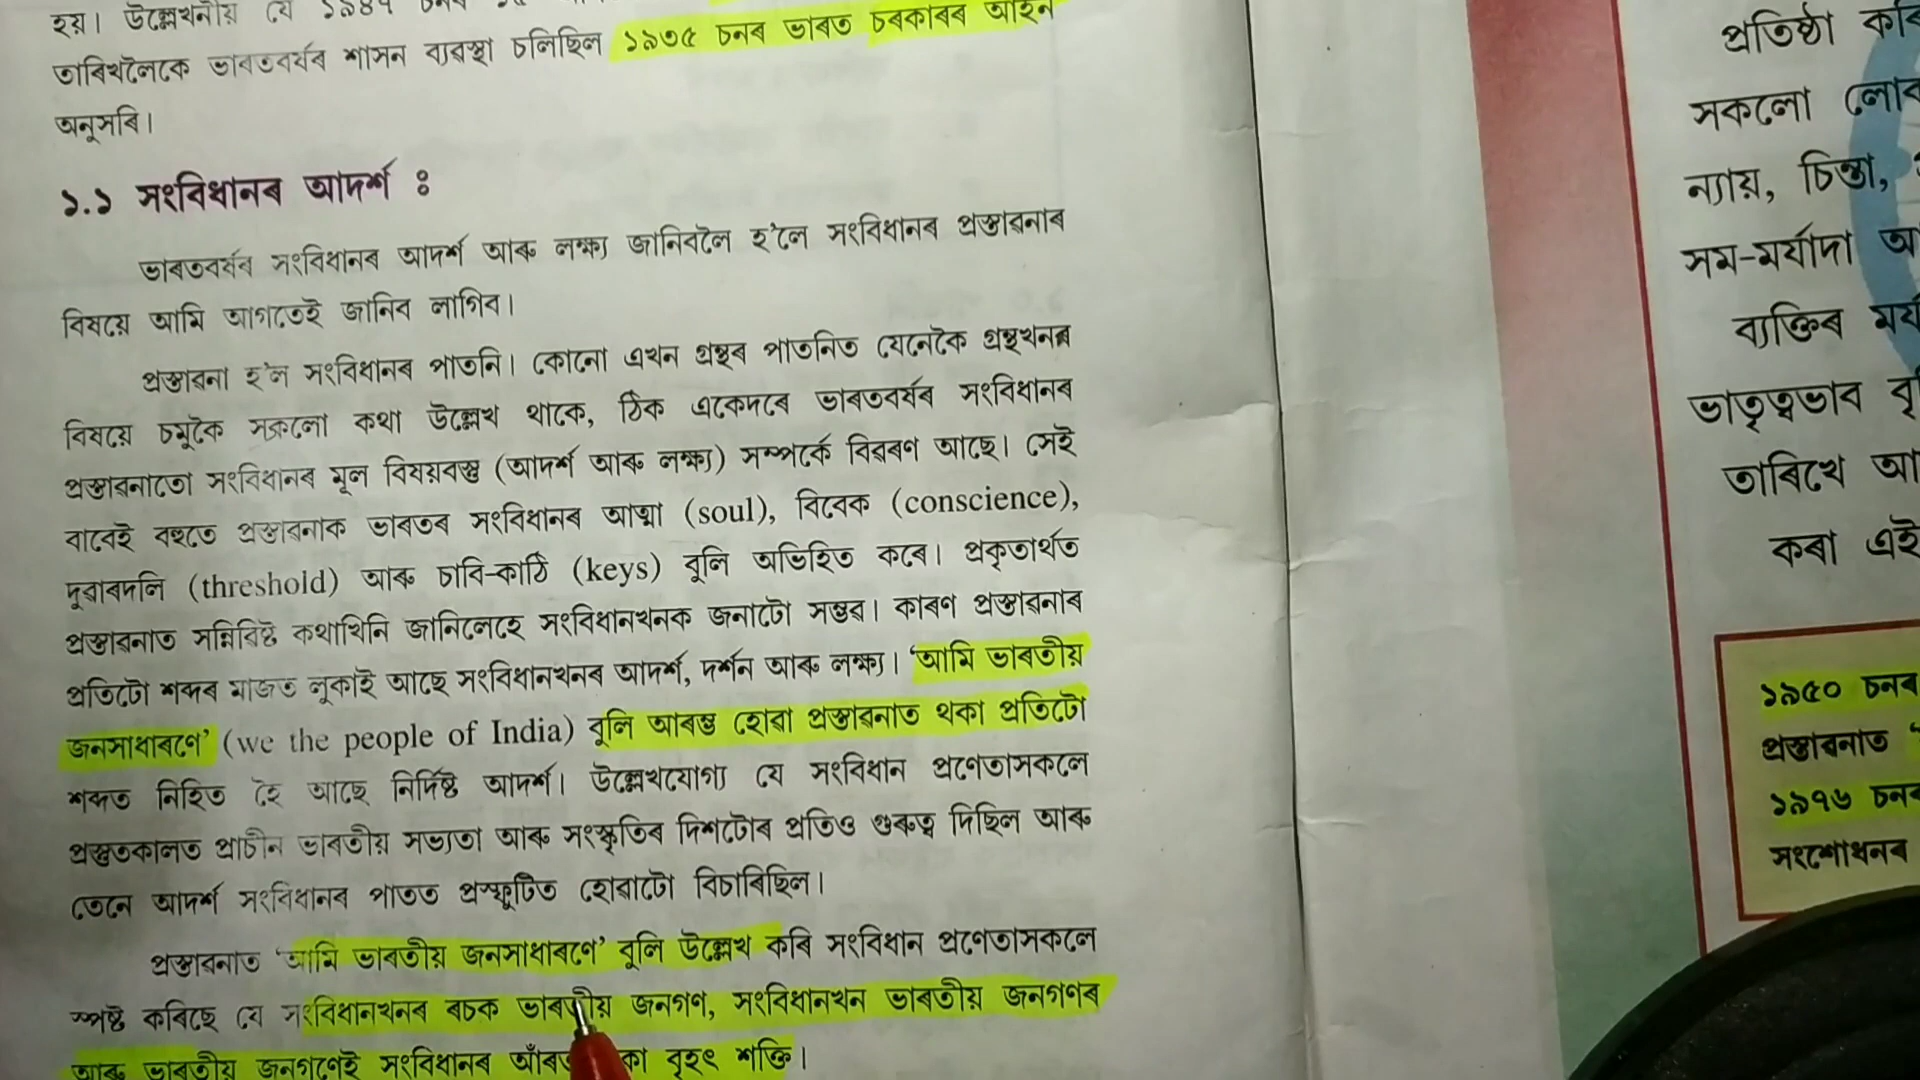 হয়। উল্লেখনীয় যে ১৯৪৭ চনৰ
তাৰিখলৈকে ভাৰতবৰ্ষৰ শাসন ব্যৱস্থা চলিছিল ১৯৩৫ চনৰ ভাৰত চৰকাৰৰ আইন
অনুসৰি।
১.১ সংবিধানৰ আদৰ্শ :
ভাৰতবৰ্ষৰ সংবিধানৰ আদৰ্শ আৰু লক্ষ্য জানিবলৈ হ'লে সংবিধানৰ প্ৰস্তাৱনাৰ
বিষয়ে আমি আগতেই জানিব লাগিব।
প্ৰস্তাৱনা হ'ল সংবিধানৰ পাতনি। কোনো এখন গ্ৰন্থৰ পাতনিত যেনেকৈ গ্ৰন্থখনৰ
বিষয়ে চমুকৈ সকলো কথা উল্লেখ থাকে, ঠিক একেদৰে ভাৰতবৰ্ষৰ সংবিধানৰ
প্ৰস্তাৱনাতো সংবিধানৰ মূল বিষয়বস্তু (আদৰ্শ আৰু লক্ষ্য) সম্পৰ্কে বিৱৰণ আছে। সেই
বাবেই বহুতে প্ৰস্তাৱনাক ভাৰতৰ সংবিধানৰ আত্মা (soul), বিবেক (conscience),
দুৱাৰদলি (threshold) আৰু চাবি-কাঠি (keys) বুলি অভিহিত কৰে। প্ৰকৃতাৰ্থত
প্ৰস্তাৱনাত সন্নিবিষ্ট কথাখিনি জানিলেহে সংবিধানখনক জনাটো সম্ভৱ। কাৰণ প্ৰস্তাৱনাৰ
প্ৰতিটো শব্দৰ মাজত লুকাই আছে সংবিধানখনৰ আদৰ্শ, দৰ্শন আৰু লক্ষ্য। 'আমি ভাৰতীয়
জনসাধাৰণে' (we the people of India) বুলি আৰম্ভ হোৱা প্ৰস্তাৱনাত থকা প্ৰতিটো
শব্দত নিহিত হৈ আছে নিৰ্দিষ্ট আদৰ্শ। উল্লেখযোগ্য যে সংবিধান প্ৰণেতাসকলে
প্ৰস্তুতকালত প্ৰাচীন ভাৰতীয় সভ্যতা আৰু সংস্কৃতিৰ দিশটোৰ প্ৰতিও গুৰুত্ব দিছিল আৰু
তেনে আদৰ্শ সংবিধানৰ পাতত প্ৰস্ফূটিত হোৱাটো বিচাৰিছিল।
প্ৰস্তাৱনাত 'আমি ভাৰতীয় জনসাধাৰণে' বুলি উল্লেখ কৰি সংবিধান প্ৰণেতাসকলে
স্পষ্ট কৰিছে যে সংবিধানখনৰ ৰচক ভাৰতীয় জনগণ, সংবিধানখন ভাৰতীয় জনগণৰ
আৰু ভাৰতীয় জনগণেই সংবিধানৰ বৃহৎ শক্তি।
প্ৰতিষ্ঠা
সকলো
ন্যায়, চিন্তা,
সম-মৰ্যাদা
ব্যক্তিৰ
ভাতৃত্বভাব
তাৰিখে
কৰা এই
১৯৫০ চনৰ
প্ৰস্তাৱনাত
১৯৭৬ চনৰ
সংশোধনৰ